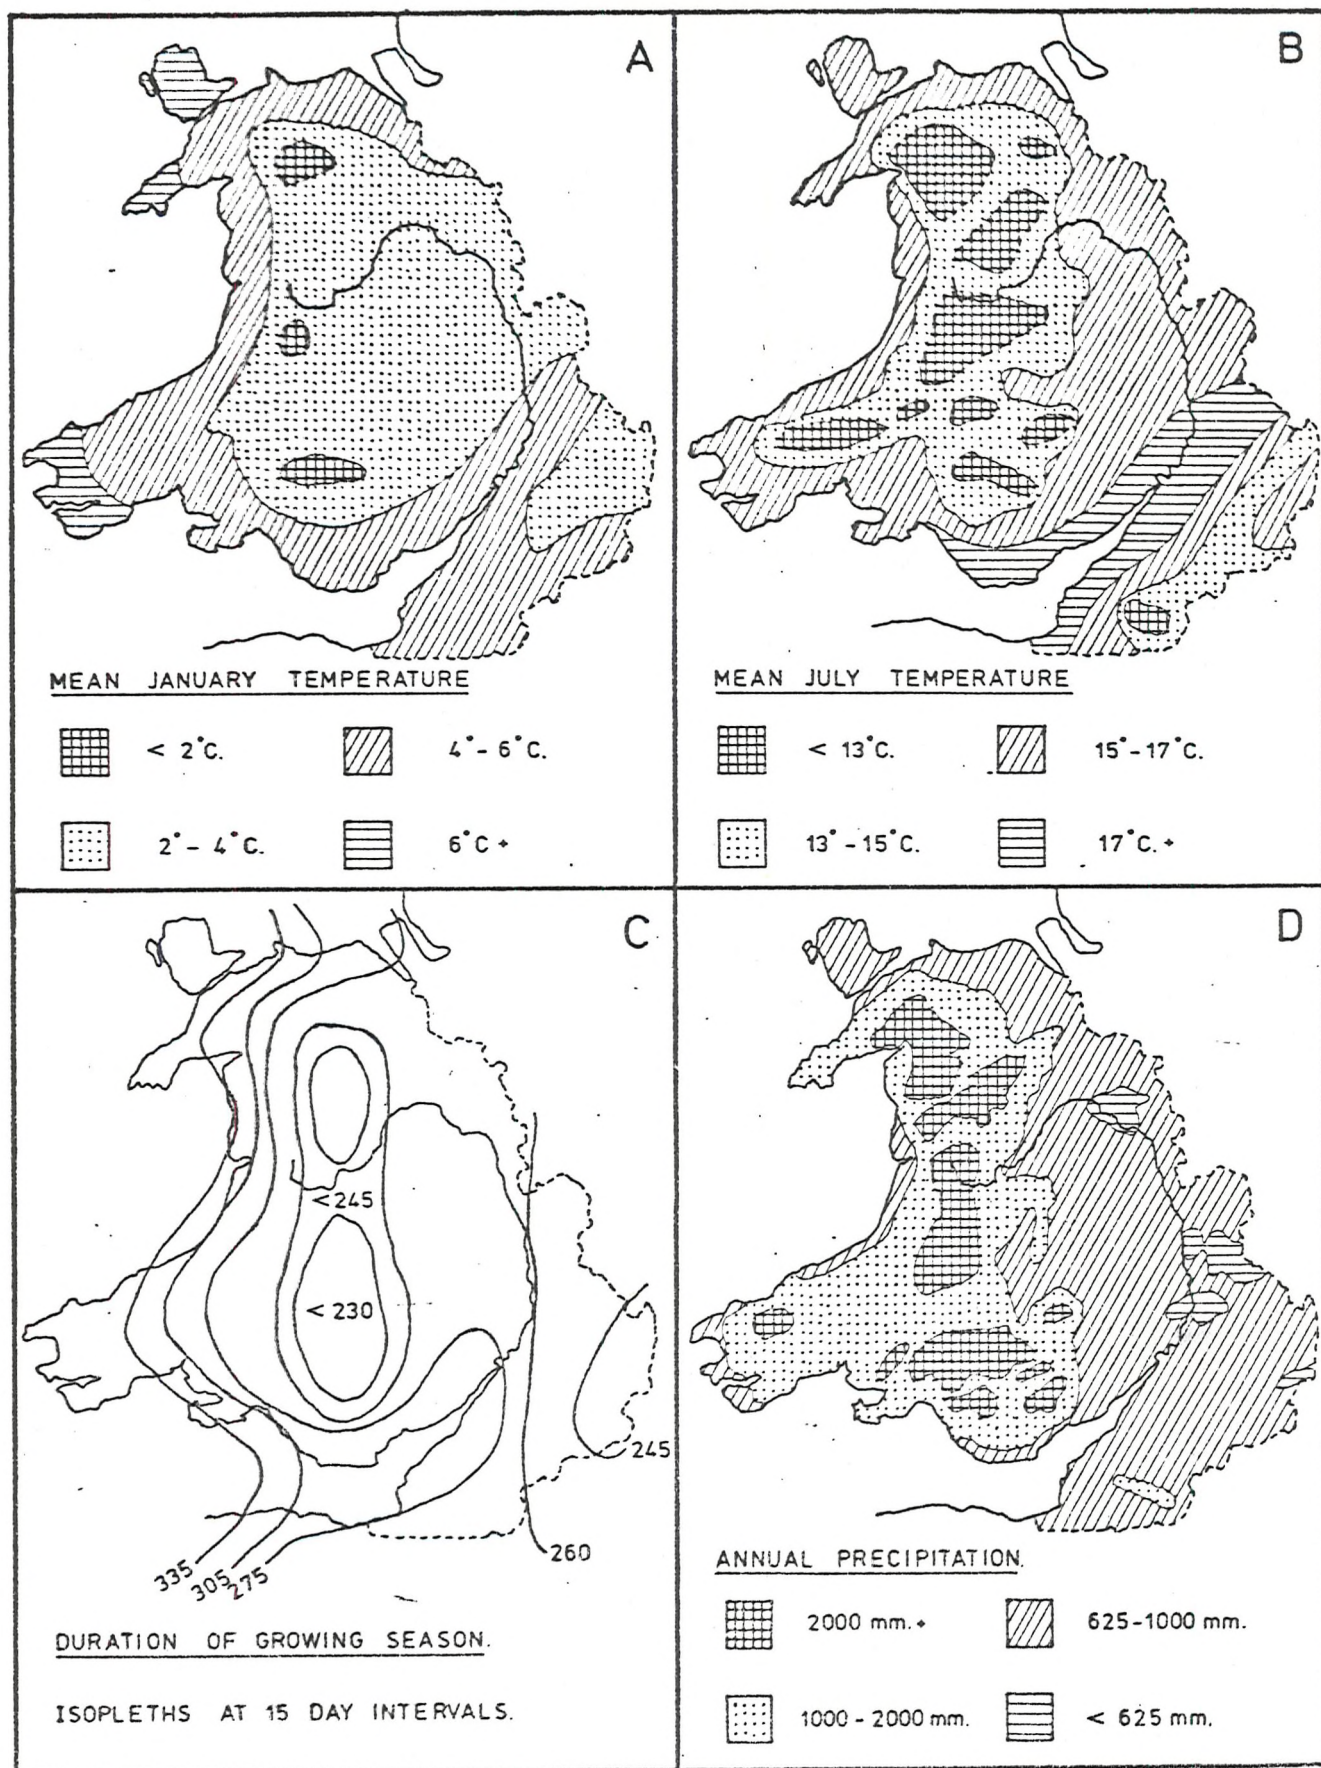 A
MEAN JANUARY TEMPERATURE
< 2°C. 4°-6°C.
2°- 4°C. 6°C +
B
MEAN JULY TEMPERATURE
< 13°C. 15°-17°C.
13°-15°C. 17°C.+
C
<245
<230
245
260
335
305
275
DURATION OF GROWING SEASON.
ISOPLETHS AT 15 DAY INTERVALS.
D
ANNUAL PRECIPITATION.
2000 mm.+ 625-1000 mm.
1000 - 2000 mm. < 625 mm.